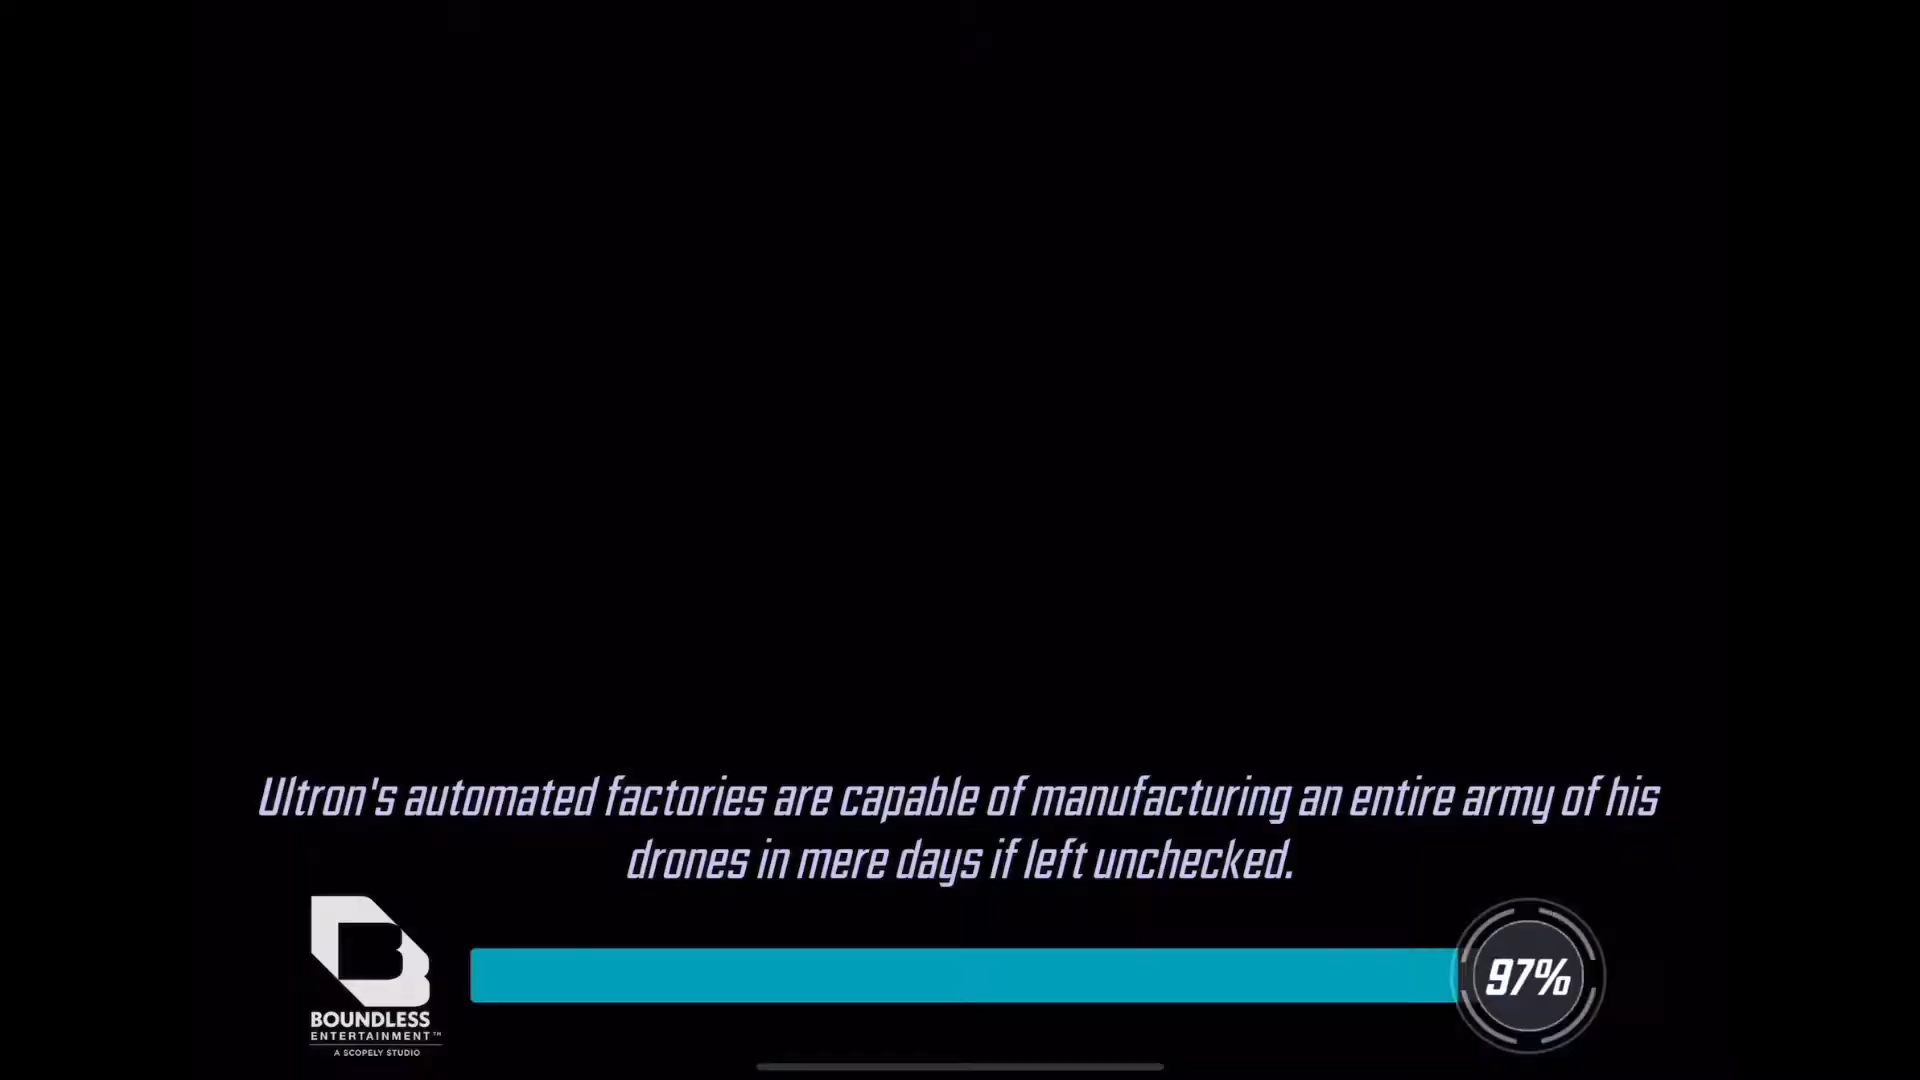 Ultron's automated factories are capable of manufacturing an entire army of his
drones in mere days if left unchecked.
97%
BOUNDLESS
ENTERTAINMENT™
A SCOPELY STUDIO